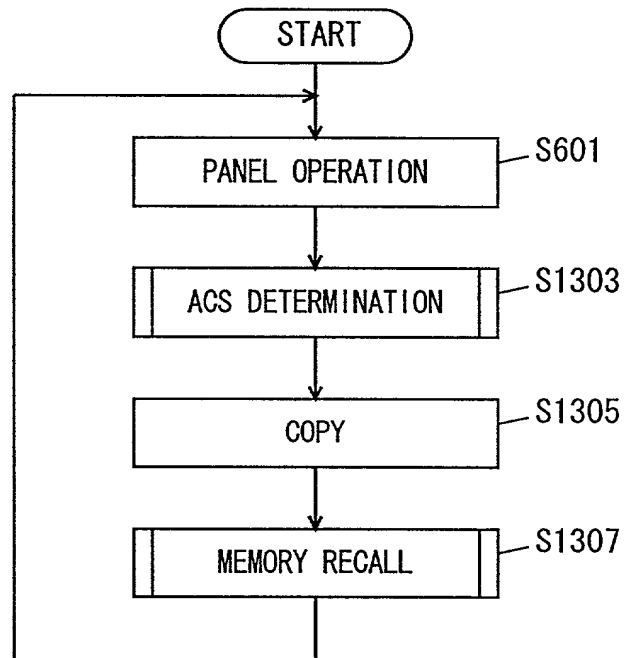 START
PANEL OPERATION
S601
ACS DETERMINATION
S1303
COPY
S1305
MEMORY RECALL
S1307